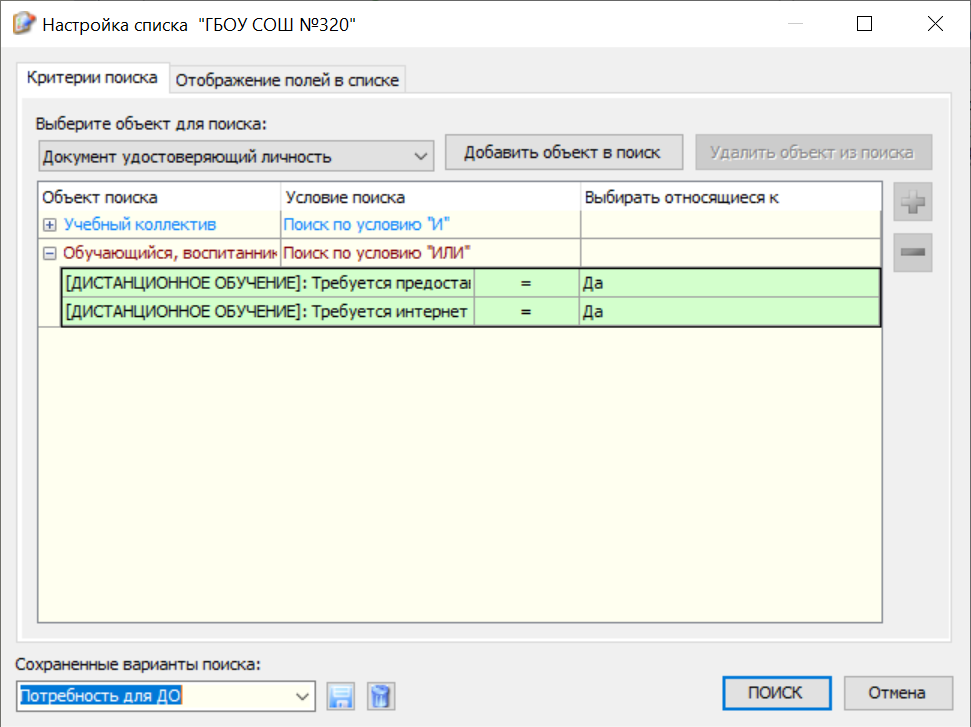 Настройка списка "ГБОУ СОШ №320"
Критерии поиска Отображение полей в списке
Выберите объект для поиска:
Документ удостоверяющий личность Добавить объект в поиск Удалить объект из поиска
Объект поиска Условие поиска Выбирать относящиеся к
Учебный коллектив Поиск по условию "И"
Обучающийся, воспитанник Поиск по условию "ИЛИ"
[ДИСТАНЦИОННОЕ ОБУЧЕНИЕ]: Требуется предоста = Да
[ДИСТАНЦИОННОЕ ОБУЧЕНИЕ]: Требуется интернет = Да
Сохраненные варианты поиска:
Потребность для ДО ПОИСК Отмена